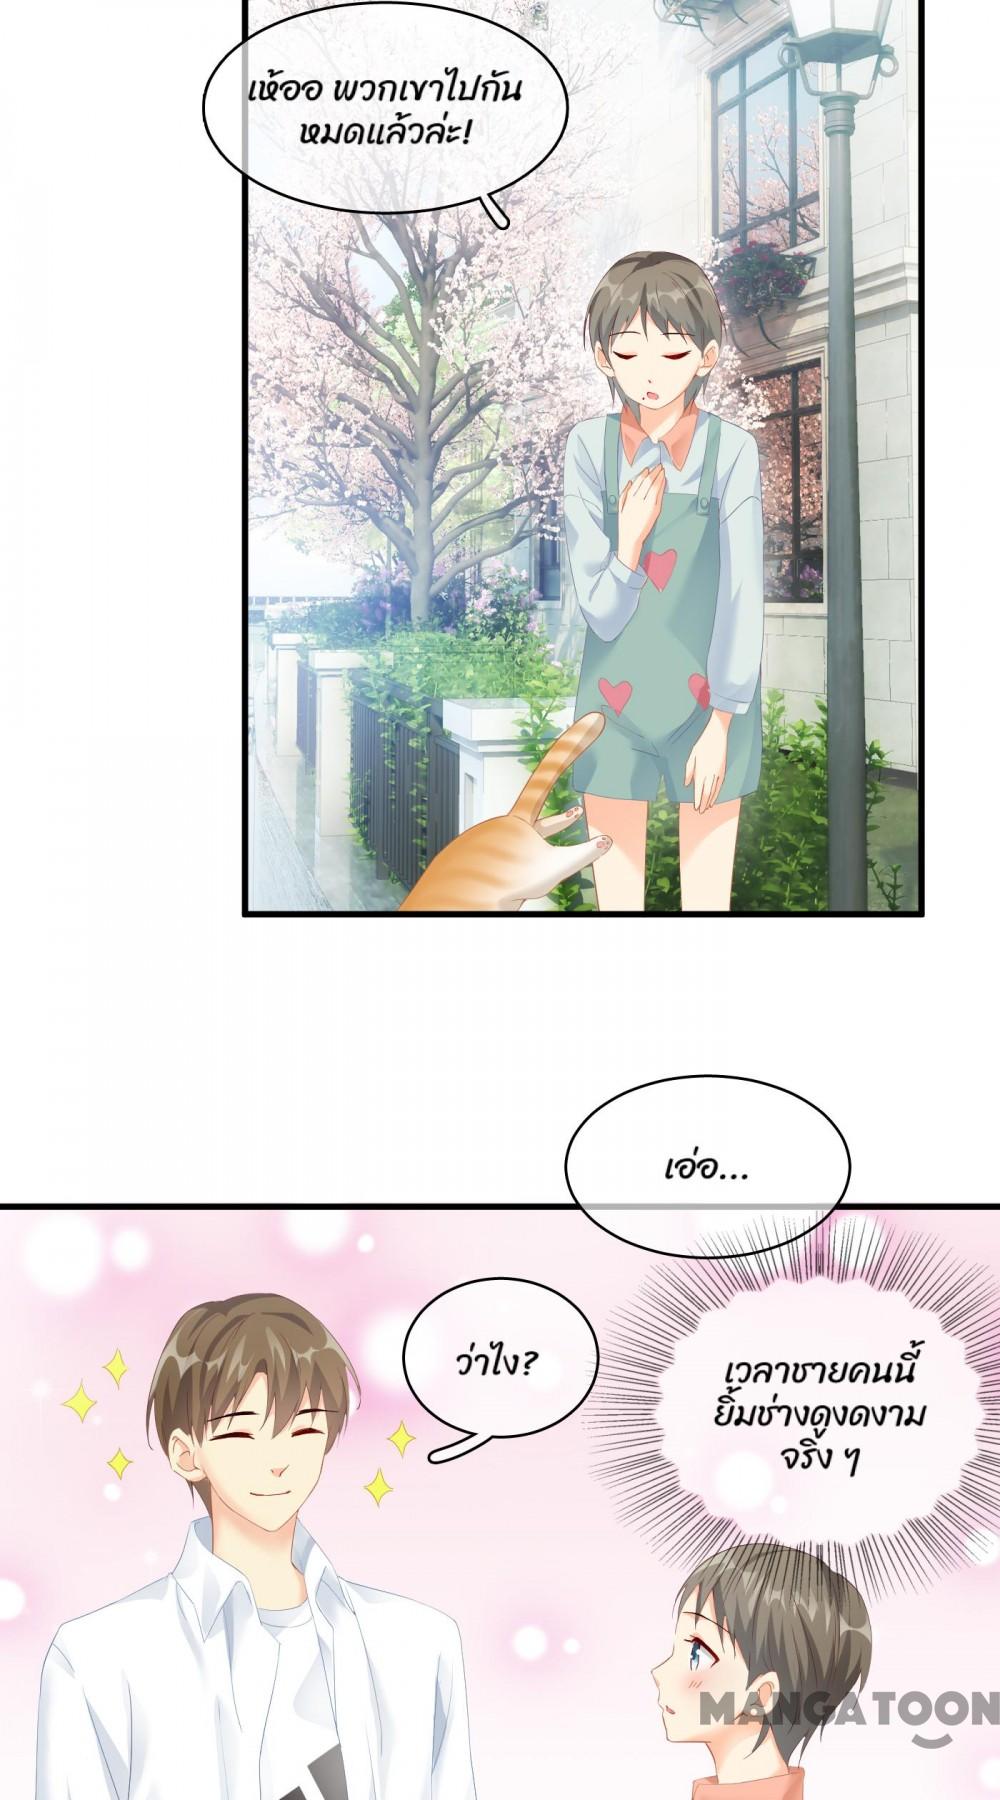 เห้ออ พวกเขาไปกัน
หมดแล้วล่ะ!
เอ่อ...
ว่าไง?
เวลาชายคนนี้
ยิ้มช่างดูงดงาม
จริง ๆ
MANGATOON